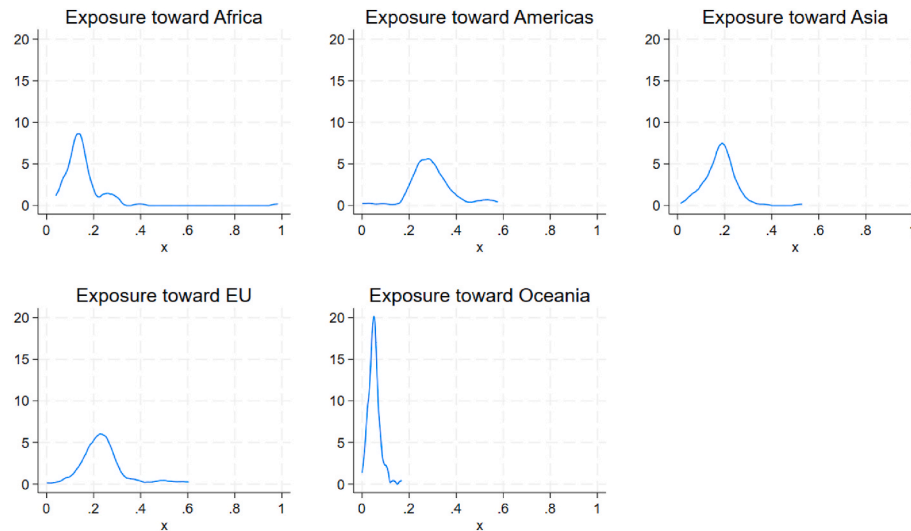 Exposure toward Africa
20
15
10
5
0
0 .2 .4 .6 .8 1
x
Exposure toward Americas
20
15
10
5
0
0 .2 .4 .6 .8 1
x
Exposure toward Asia
20
15
10
5
0
0 .2 .4 .6 .8 1
x
Exposure toward EU
20
15
10
5
0
0 .2 .4 .6 .8 1
x
Exposure toward Oceania
20
15
10
5
0
0 .2 .4 .6 .8 1
x